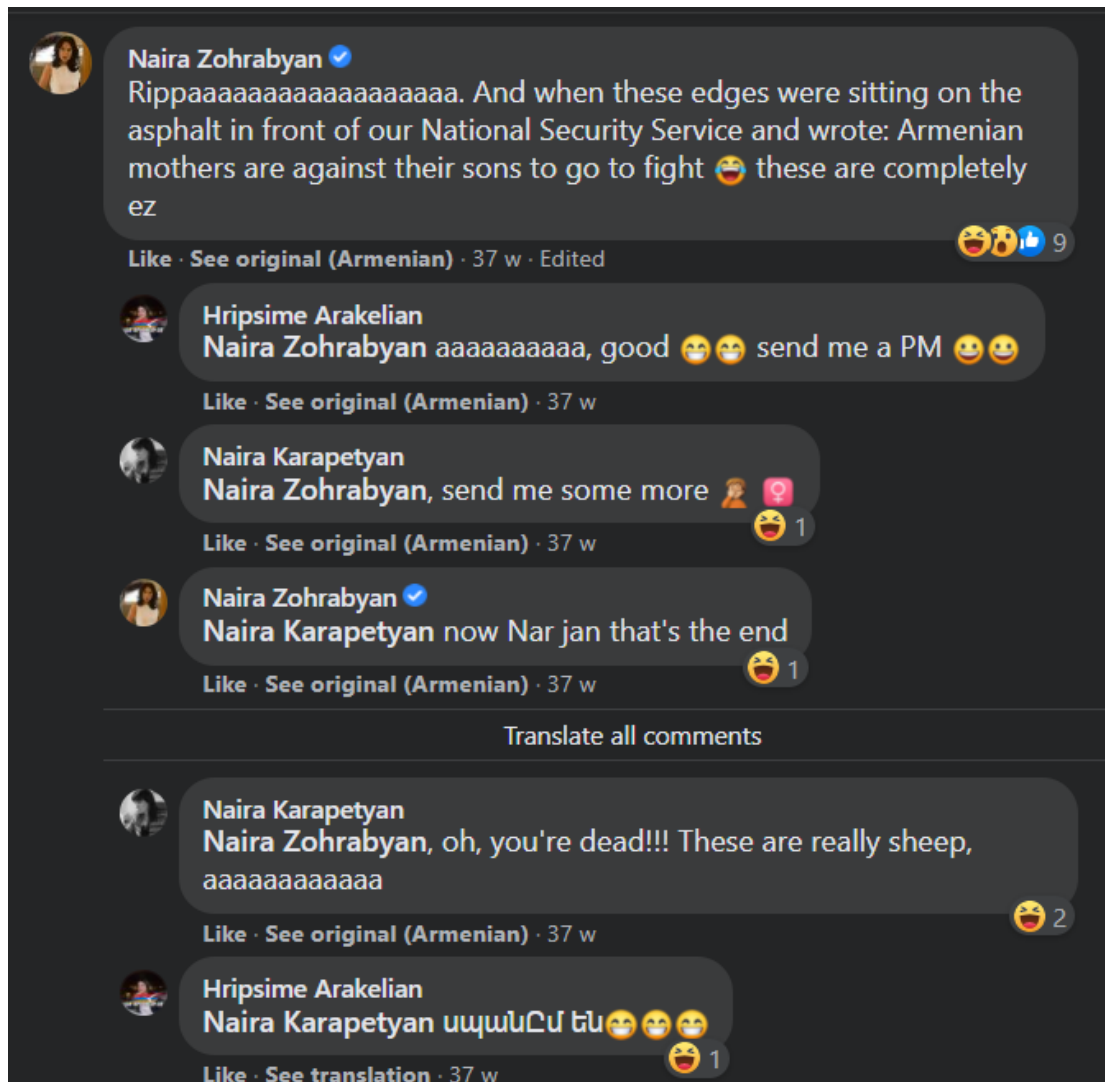 Naira Zohrabyan
Rippaaaaaaaaaaaaaaaaaa. And when these edges were sitting on the
asphalt in front of our National Security Service and wrote: Armenian
mothers are against their sons to go to fight 😂 these are completely
ez
😆😮👍 9
Like · See original (Armenian) · 37 w · Edited
Hripsime Arakelian
Naira Zohrabyan aaaaaaaaaa, good 😁😁 send me a PM 😀😀
Like · See original (Armenian) · 37 w
Naira Karapetyan
Naira Zohrabyan, send me some more 🤦🏽 ♀
😆 1
Like · See original (Armenian) · 37 w
Naira Zohrabyan
Naira Karapetyan now Nar jan that's the end
😆 1
Like · See original (Armenian) · 37 w
Translate all comments
Naira Karapetyan
Naira Zohrabyan, oh, you're dead!!! These are really sheep,
aaaaaaaaaaaa
😆 2
Like · See original (Armenian) · 37 w
Hripsime Arakelian
Naira Karapetyan սպանԸմ են😁😁😁
😆 1
Like · See translation · 37 w